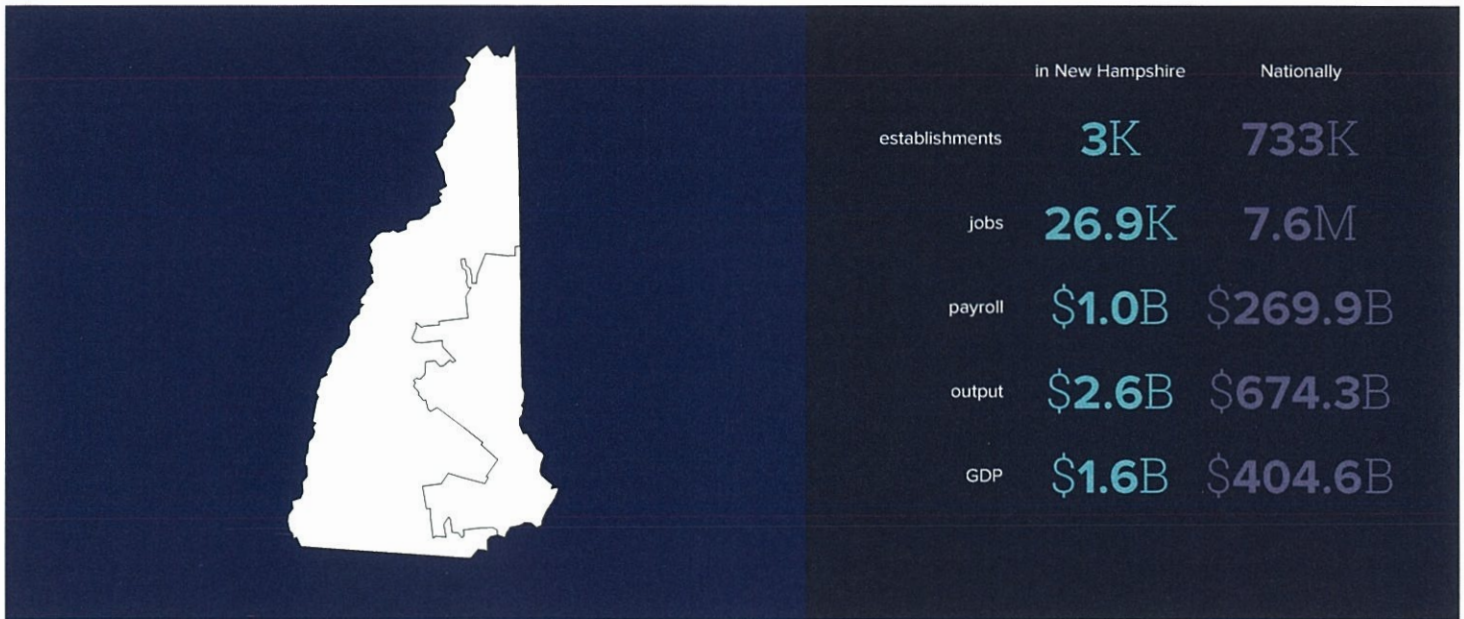 in New Hampshire Nationally
establishments 3K 733K
jobs 26.9K 7.6M
payroll $1.0B $269.9B
output $2.6B $674.3B
GDP $1.6B $404.6B